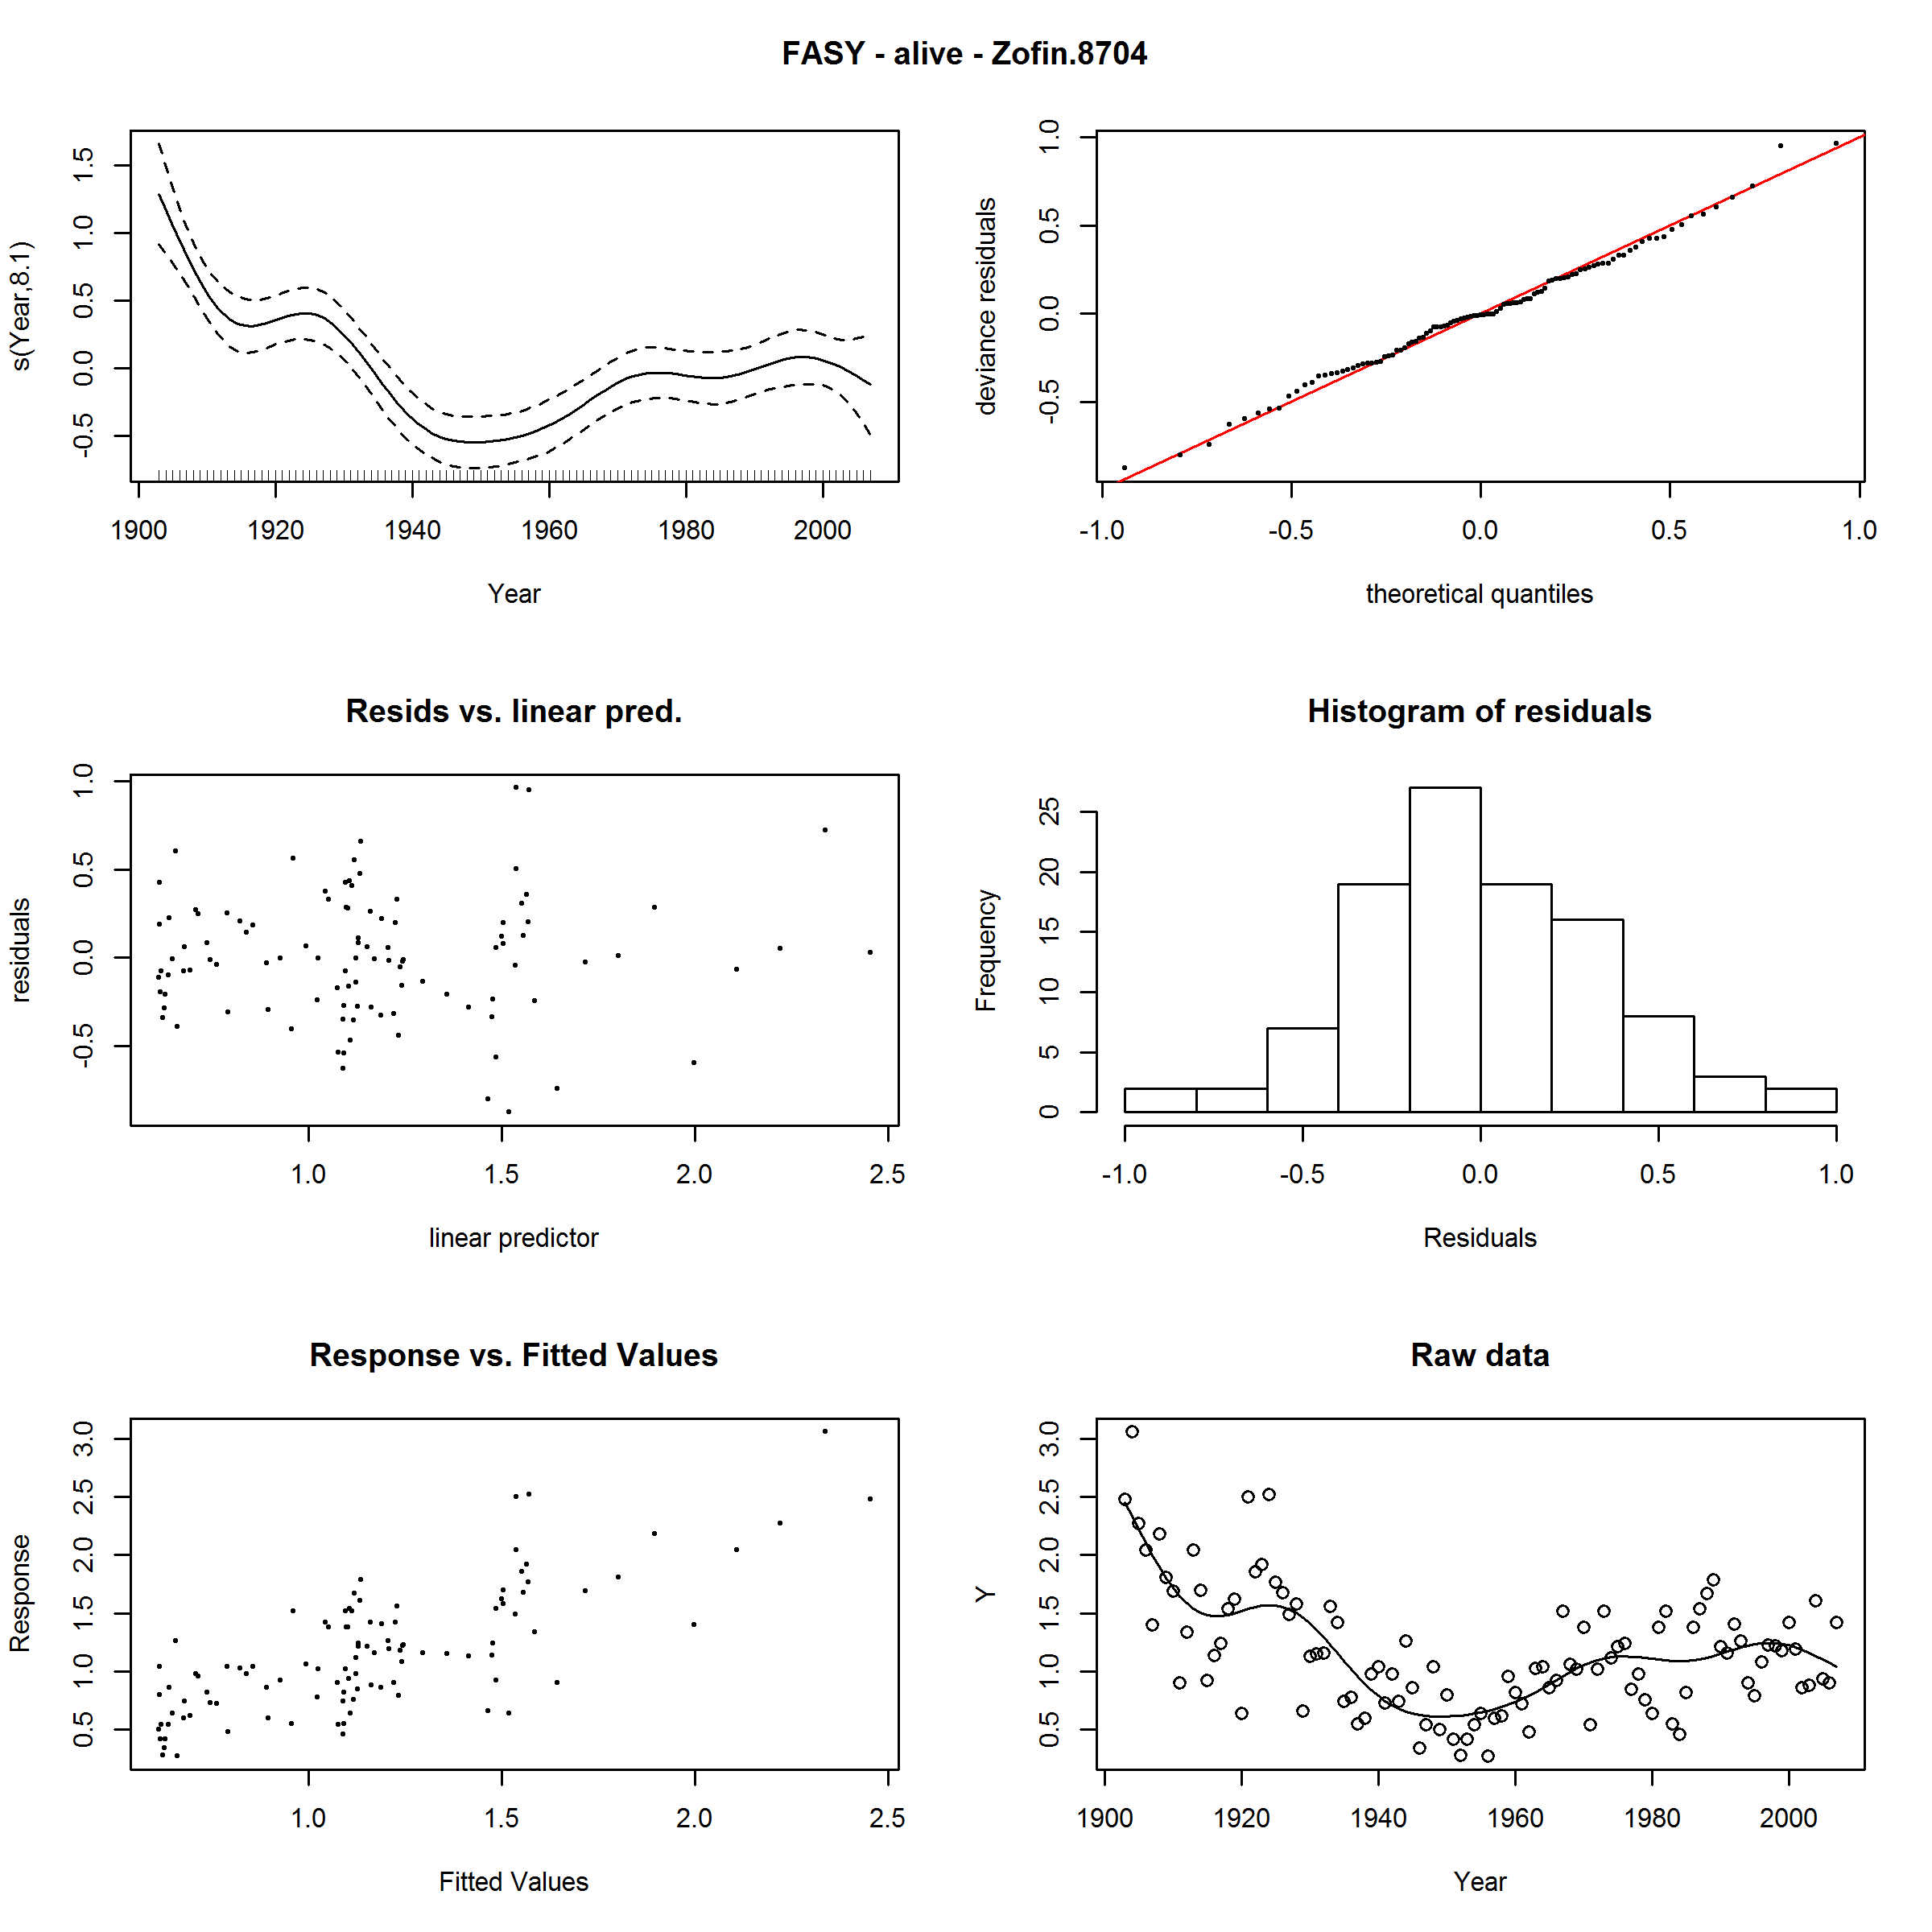 FASY - alive - Zofin.8704
s(Year,8.1)
1.5
1.0
0.5
0.0
-0.5
1900 1920 1940 1960 1980 2000
Year
deviance residuals
1.0
0.5
0.0
-0.5
-1.0 -0.5 0.0 0.5 1.0
theoretical quantiles
Resids vs. linear pred.
residuals
1.0
0.5
0.0
-0.5
1.0 1.5 2.0 2.5
linear predictor
Histogram of residuals
Frequency
25
20
15
10
5
0
-1.0 -0.5 0.0 0.5 1.0
Residuals
Response vs. Fitted Values
Response
3.0
2.5
2.0
1.5
1.0
0.5
1.0 1.5 2.0 2.5
Fitted Values
Raw data
Y
3.0
2.5
2.0
1.5
1.0
0.5
1900 1920 1940 1960 1980 2000
Year